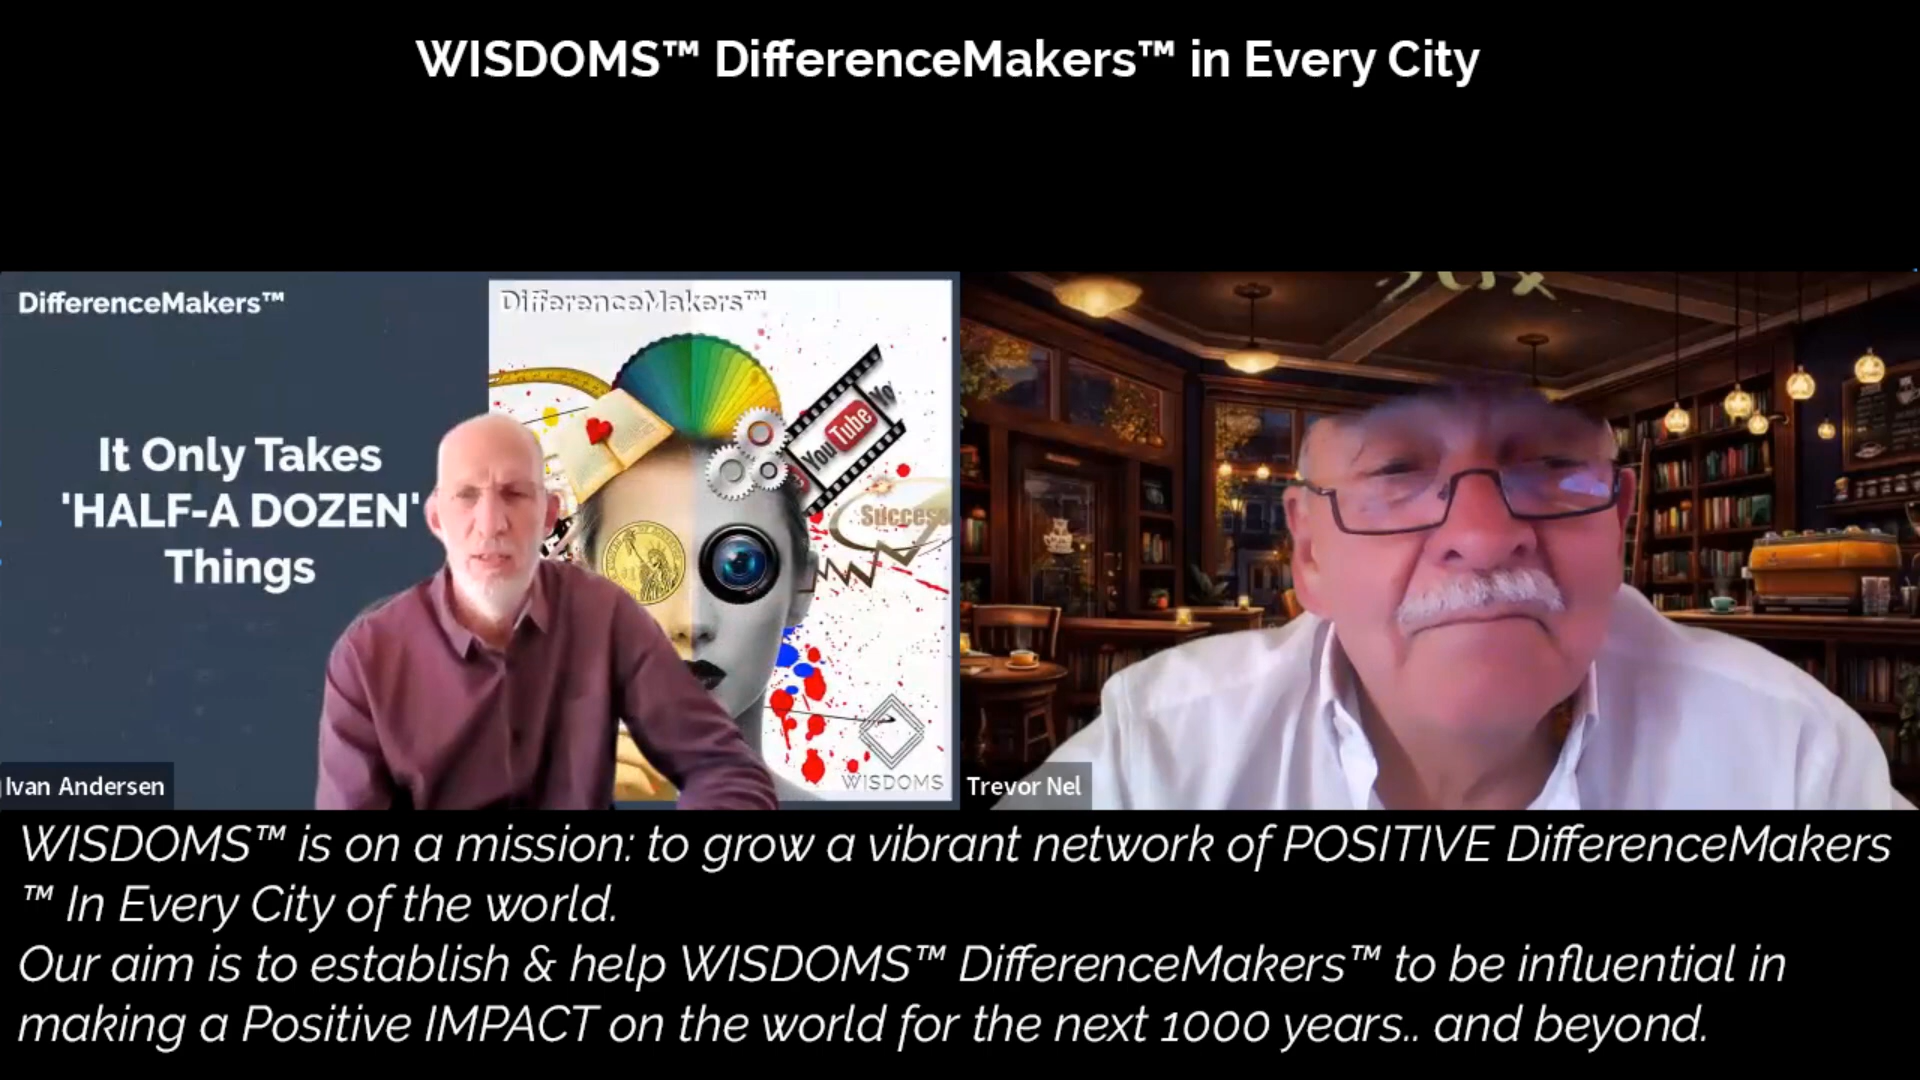 WISDOMS™ DifferenceMakers™ in Every City
DifferenceMakers™
It Only Takes
'HALF-A DOZEN'
Things
DifferenceMakers™
You Tube
Yo
Success
WISDOMS
Ivan Andersen
Trevor Nel
WISDOMS™ is on a mission: to grow a vibrant network of POSITIVE DifferenceMakers
™ In Every City of the world.
Our aim is to establish & help WISDOMS™ DifferenceMakers™ to be influential in
making a Positive IMPACT on the world for the next 1000 years.. and beyond.